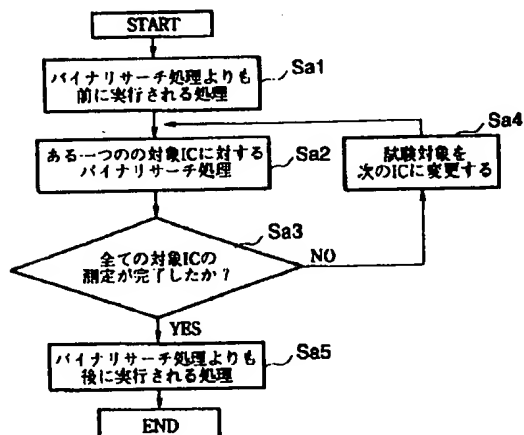 START
バイナリサーチ処理よりも
前に実行される処理
Sa1
ある一つのの対象ICに対する
バイナリサーチ処理
Sa2
Sa4
試験対象を
次のICに変更する
Sa3
全ての対象ICの
測定が完了したか?
NO
YES
バイナリサーチ処理よりも
後に実行される処理
Sa5
END